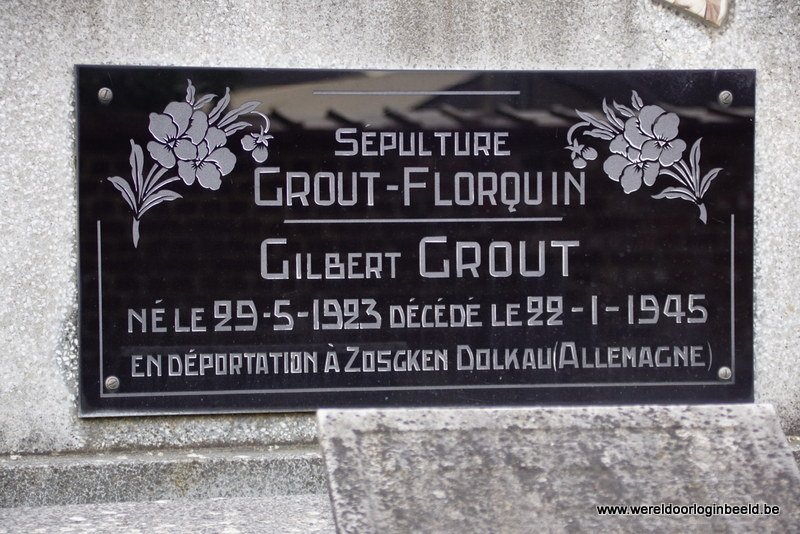 SÉPULTURE
GROUT-FLORQUIN
GILBERT GROUT
NÉ LE 29-5-1923 DÉCÉDÉ LE 22-1-1945
EN DÉPORTATION À ZOSGKEN DOLKAU (ALLEMAGNE)
www.wereldoorloginbeeld.be